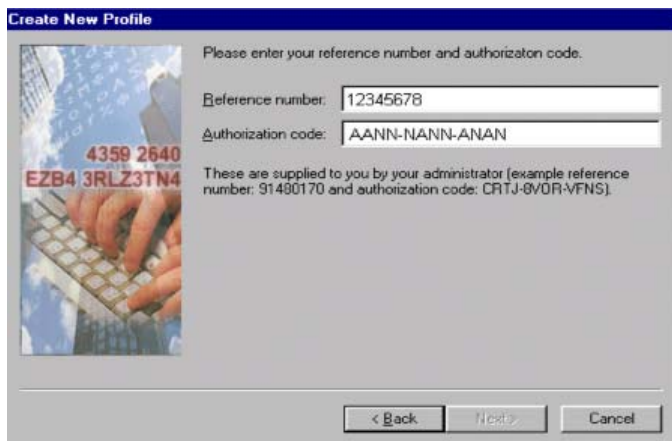 Create New Profile
Please enter your reference number and authorizaton code.
Reference number: 12345678
Authorization code: AANN-NANN-ANAN
4359 2640
EZB4 3RLZ3TN4
These are supplied to you by your administrator (example reference
number: 91480170 and authorization code: CRTJ-8VOR-VFNS).
< Back Next > Cancel